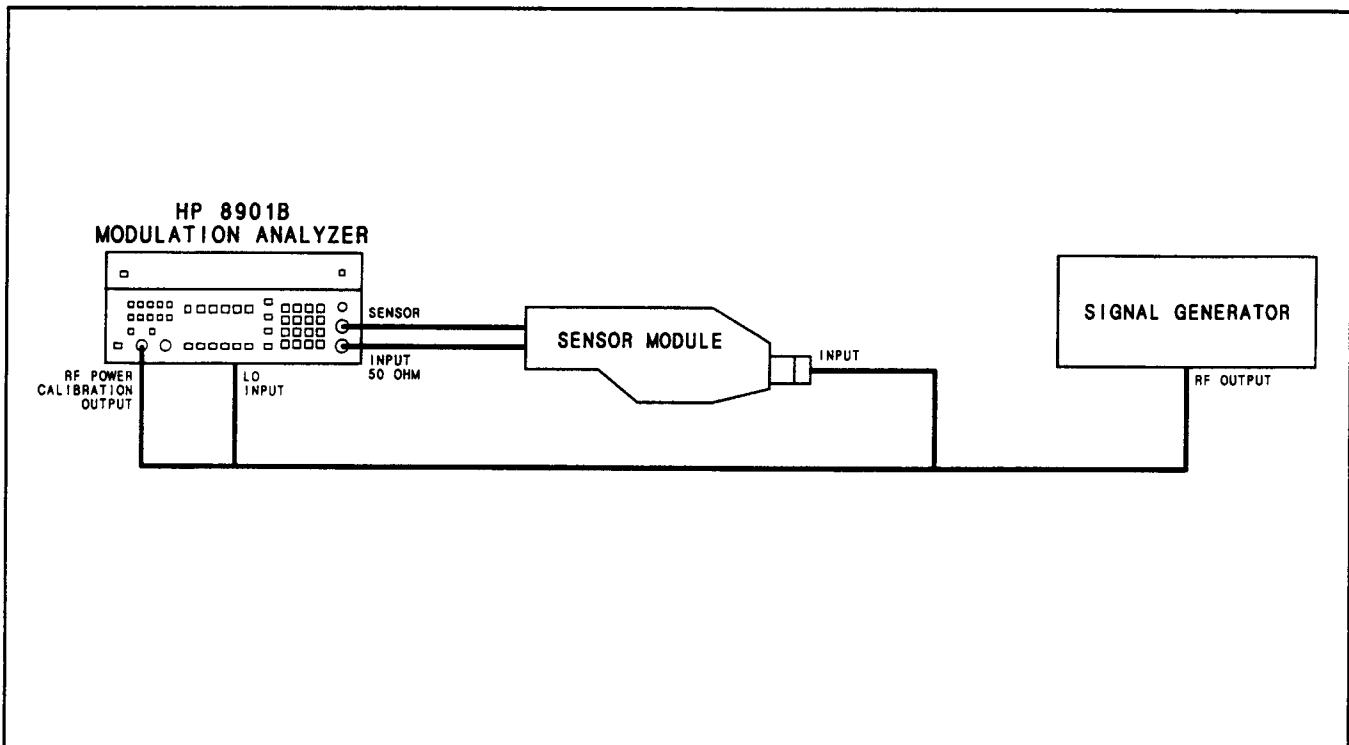 HP 8901B
MODULATION ANALYZER
SENSOR
INPUT
50 OHM
RF POWER
CALIBRATION
OUTPUT
LO
INPUT
SENSOR MODULE
INPUT
SIGNAL GENERATOR
RF OUTPUT